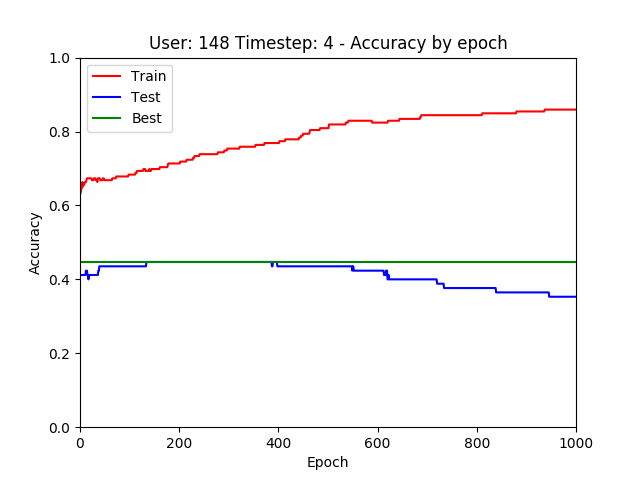 User: 148 Timestep: 4 - Accuracy by epoch
Train
Test
Best
Accuracy
1.0
0.8
0.6
0.4
0.2
0.0
0 200 400 600 800 1000
Epoch